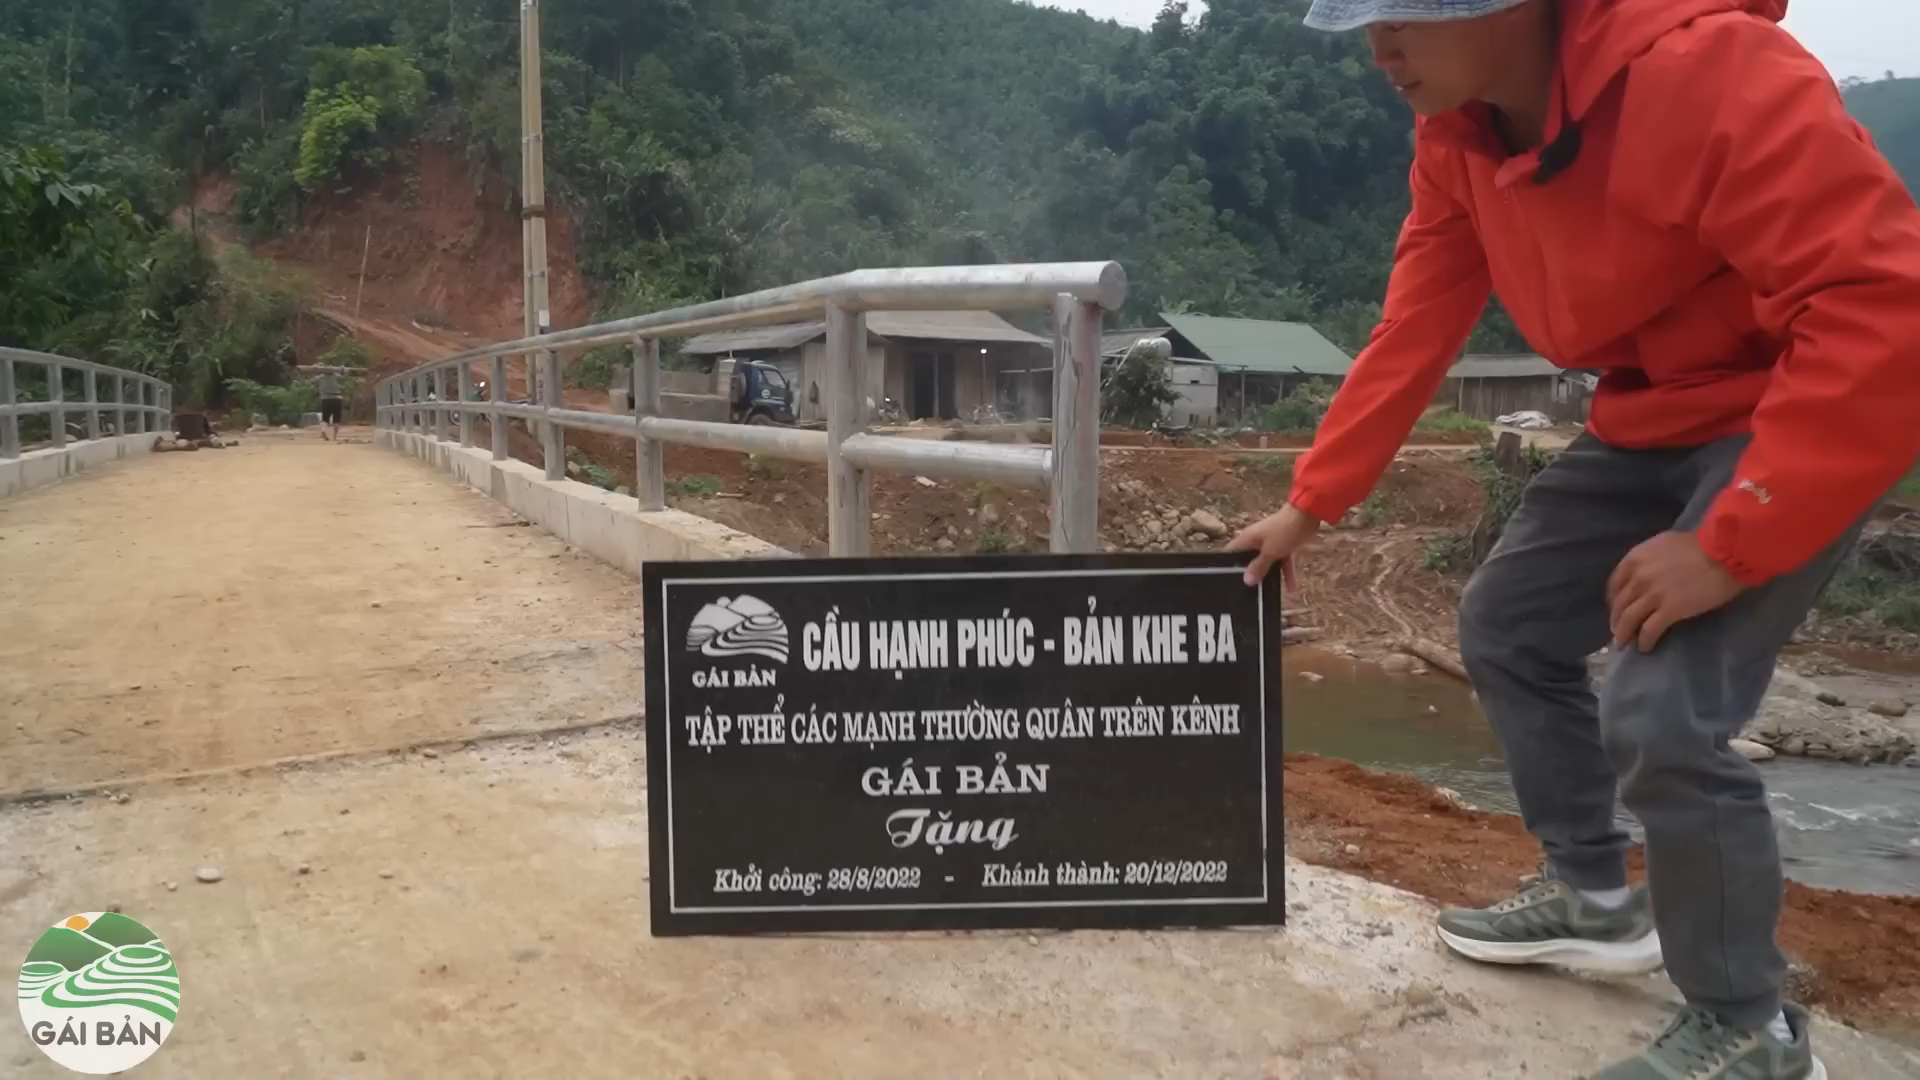 CẦU HẠNH PHÚC - BẢN KHE BA
GÁI BẢN
TẬP THỂ CÁC MẠNH THƯỜNG QUÂN TRÊN KÊNH
GÁI BẢN
Tặng
Khởi công: 28/8/2022 - Khánh thành: 20/12/2022
GÁI BẢN